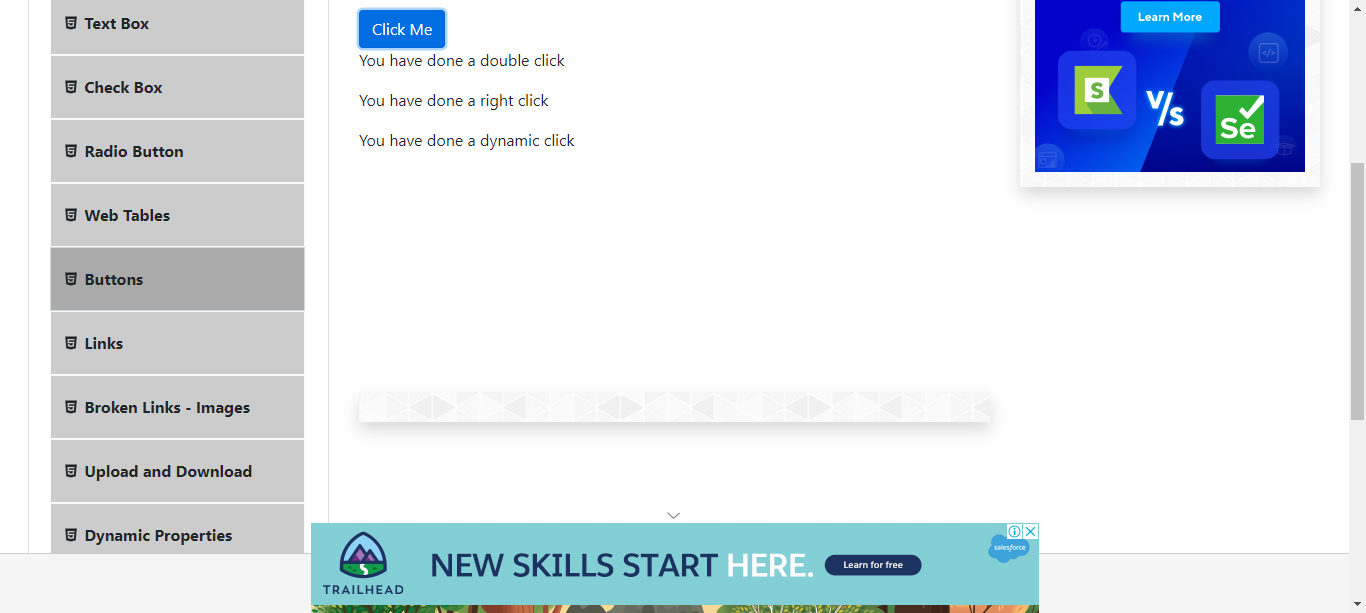 Text Box
Check Box
Radio Button
Web Tables
Buttons
Links
Broken Links - Images
Upload and Download
Dynamic Properties
Click Me
You have done a double click
You have done a right click
You have done a dynamic click
Learn More
S
V/s
Se
TRAILHEAD
NEW SKILLS START HERE.
Learn for free
salesforce